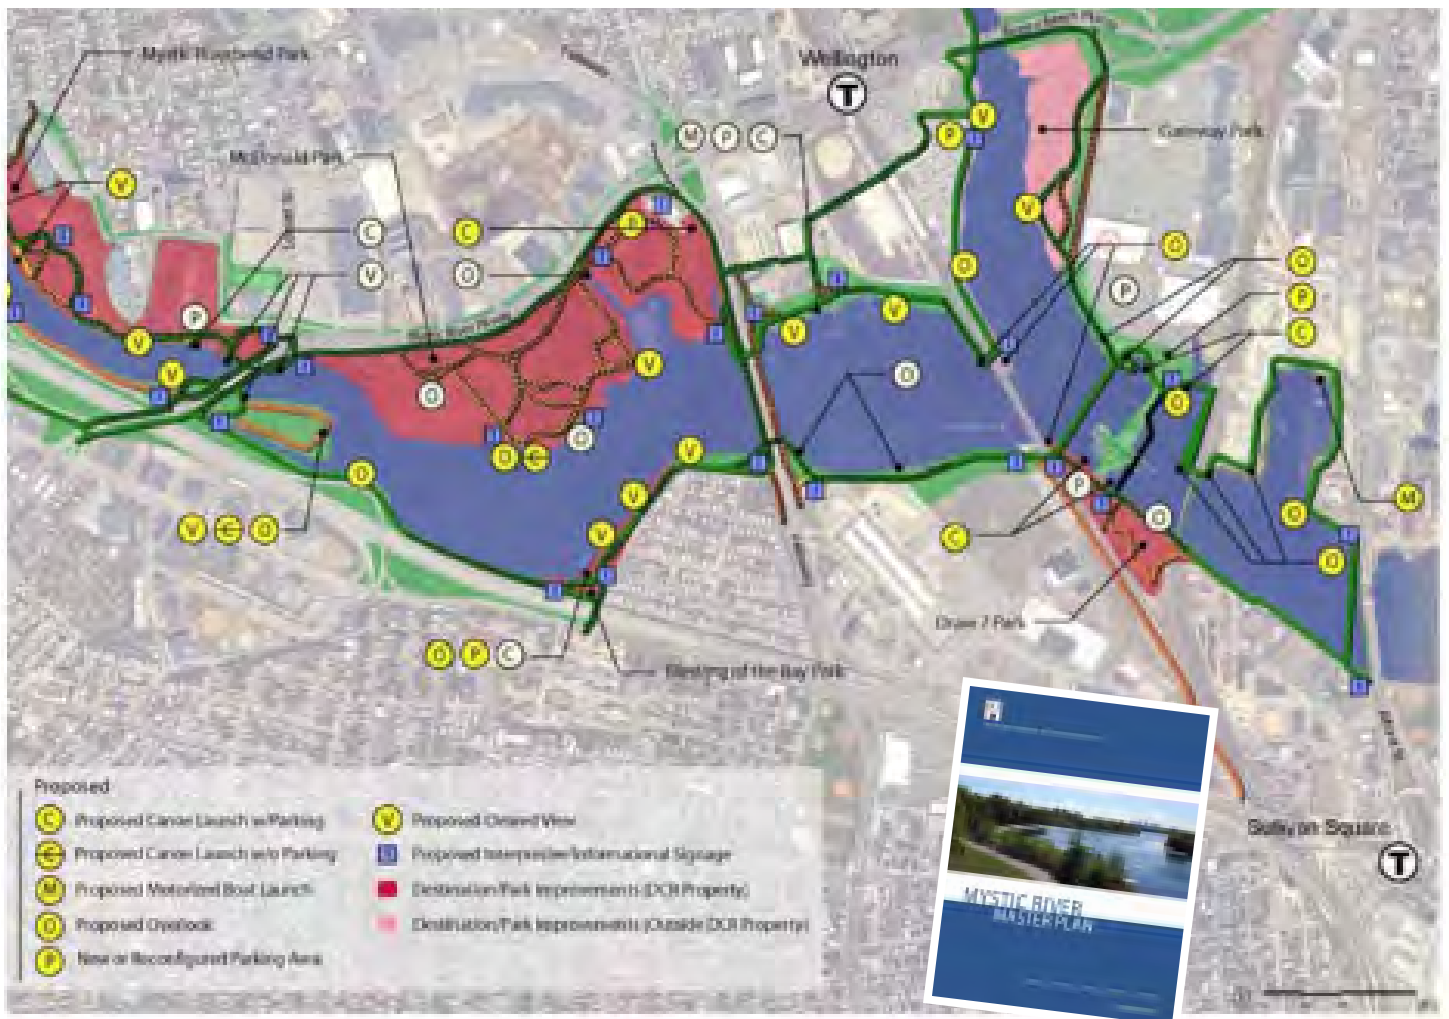 Mystic Riverbend Park
Wellington
T
Gateway Park
V
M P C
P
V
I
McDonald Park
V
I
C
V
C
O
P
I
V
O
I
V
V
P
O
O
P
C
O
V
O
O
V
O C
O
V
V
V
V C O
C
P
O
O
M
O
Draw 7 Park
O P C
Blessing of the Bay Park
Sullivan Square
T
Proposed
C Proposed Canoe Launch w/Parking
C Proposed Canoe Launch w/o Parking
M Proposed Motorized Boat Launch
O Proposed Overlook
P New or Reconfigured Parking Area
V Proposed Cleared View
I Proposed Interpretive/Informational Signage
Destination/Park Improvements (DCR Property)
Destination/Park Improvements (Outside DCR Property)
MYSTIC RIVER
MASTER PLAN